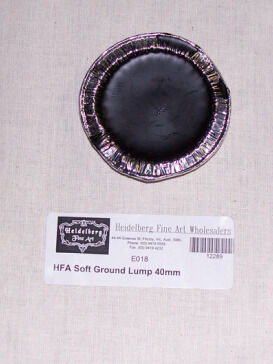 Heidelberg
Fine Art
Heidelberg Fine Art Wholesalers
E018
12289
HFA Soft Ground Lump 40mm